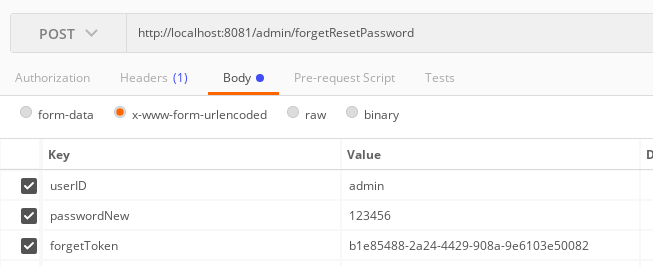 POST http://localhost:8081/admin/forgetResetPassword
Authorization Headers (1) Body Pre-request Script Tests
form-data x-www-form-urlencoded raw binary
Key Value D
userID admin
passwordNew 123456
forgetToken b1e85488-2a24-4429-908a-9e6103e50082